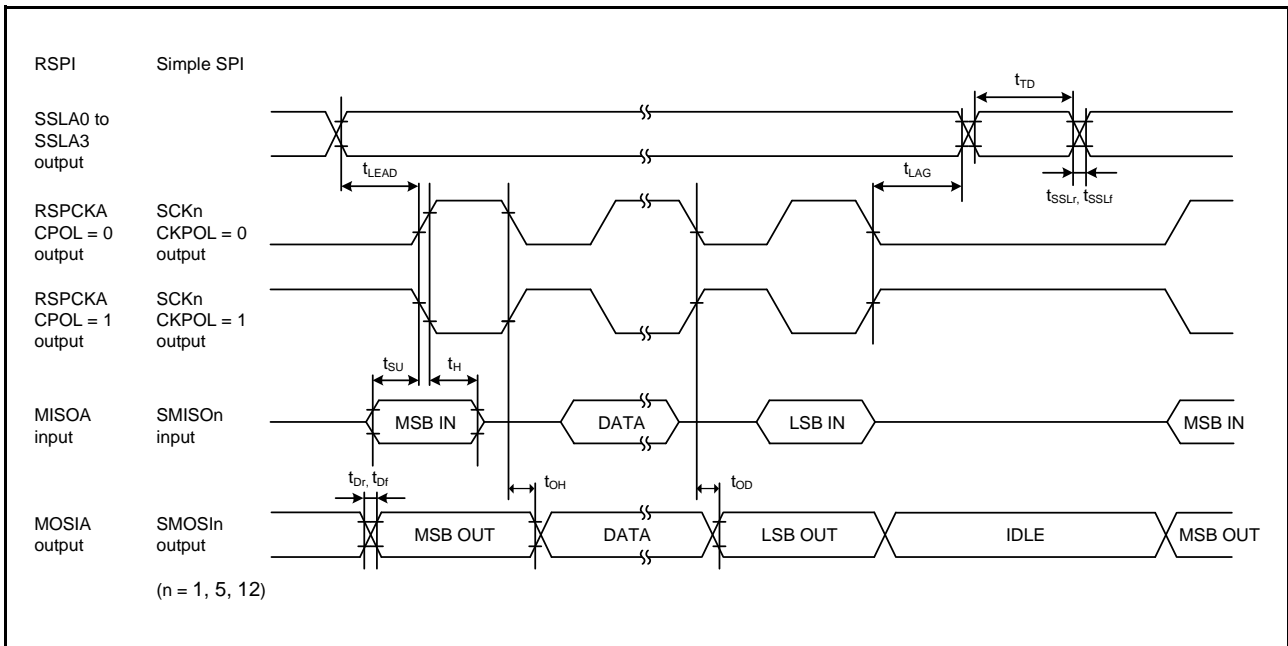 RSPI Simple SPI
SSLA0 to
SSLA3
output
tTD
tLEAD
tLAG
tSSLr, tSSLf
RSPCKA SCKn
CPOL = 0 CKPOL = 0
output output
RSPCKA SCKn
CPOL = 1 CKPOL = 1
output output
tSU tH
MISOA SMISOn
input input
MSB IN DATA LSB IN MSB IN
tDr, tDf tOH tOD
MOSIA SMOSIn
output output
MSB OUT DATA LSB OUT IDLE MSB OUT
(n = 1, 5, 12)